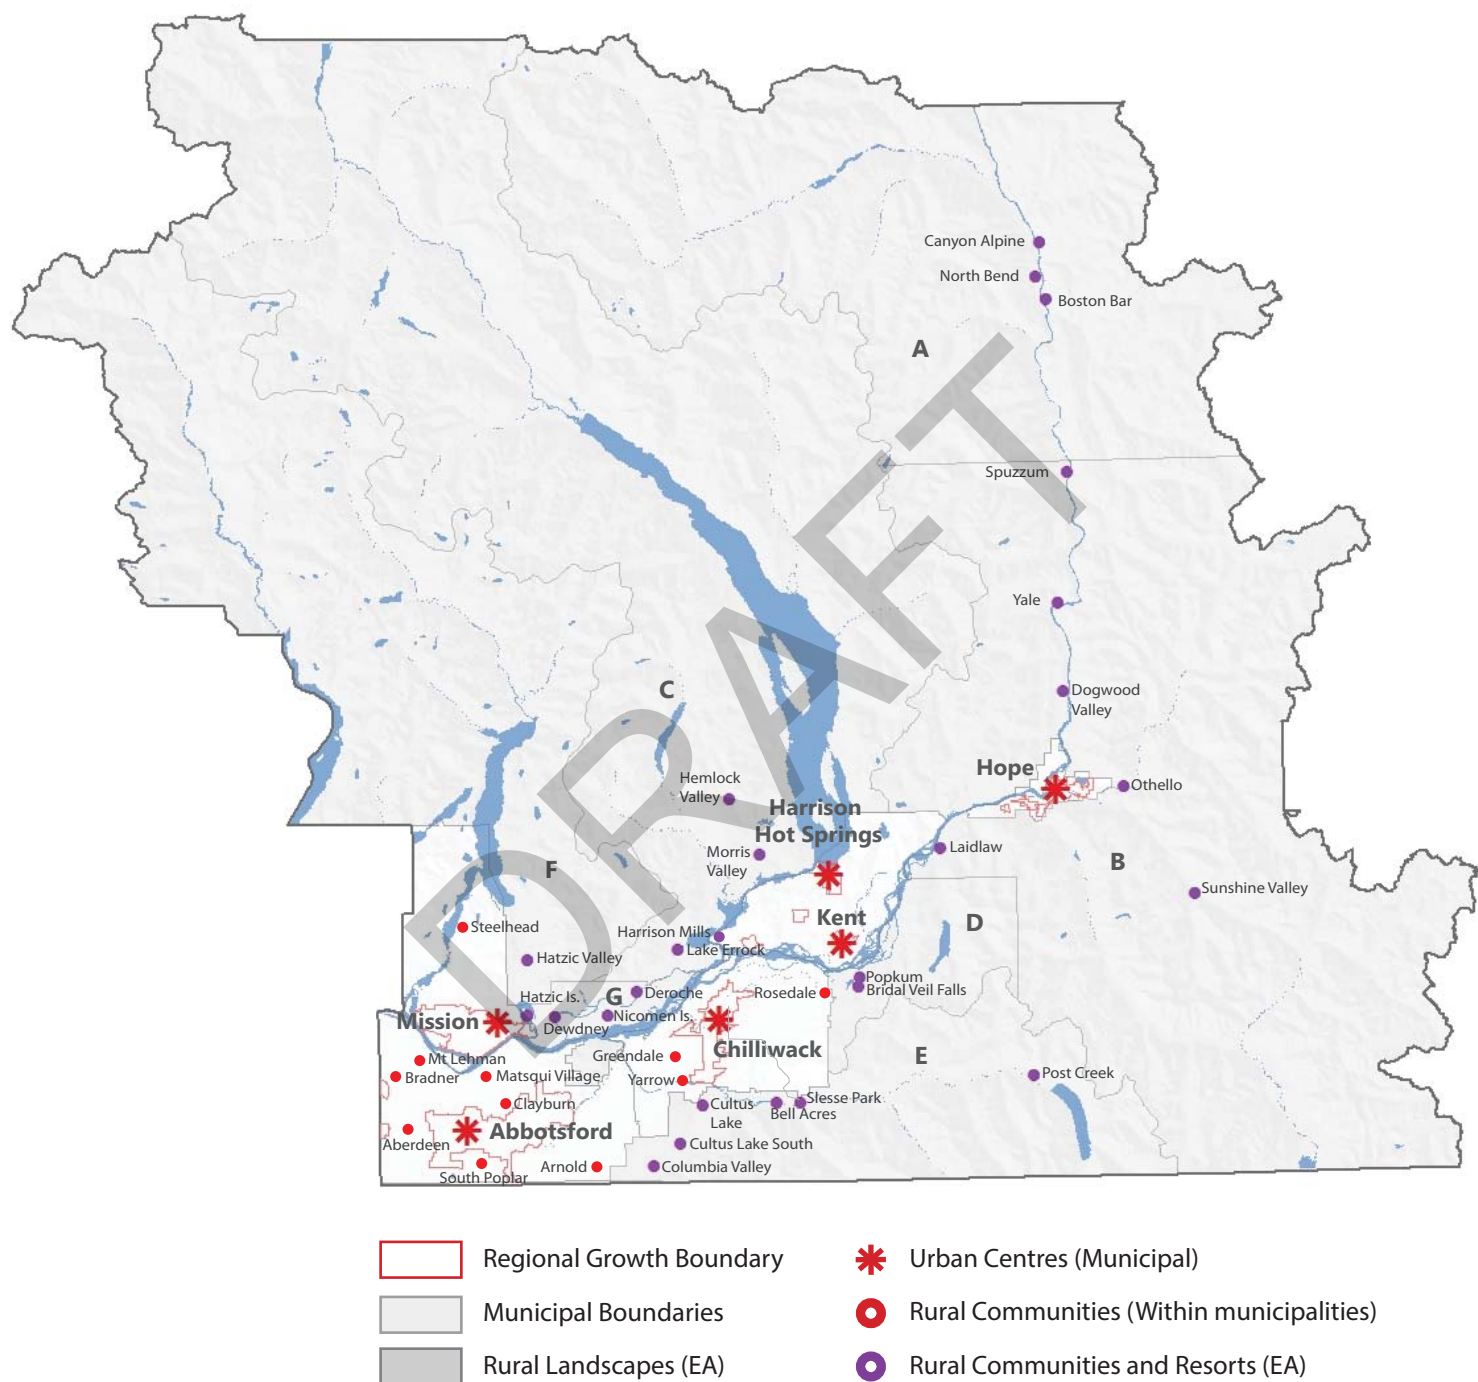 Canyon Alpine
North Bend
Boston Bar
A
Spuzzum
Yale
C
Dogwood
Valley
Hope
Othello
Hemlock
Valley
Harrison
Hot Springs
Morris
Valley
Laidlaw
B
F
Sunshine Valley
Kent
D
Steelhead
Harrison Mills
Lake Errock
Hatzic Valley
Popkum
Bridal Veil Falls
Hatzic Is.
G
Deroche
Rosedale
Mission
Dewdney
Nicomen Is.
Chilliwack
Mt Lehman
Greendale
E
Bradner
Matsqui Village
Yarrow
Post Creek
Clayburn
Cultus
Lake
Slesse Park
Bell Acres
Abbotsford
Aberdeen
Cultus Lake South
South Poplar
Arnold
Columbia Valley
DRAFT
Regional Growth Boundary
Municipal Boundaries
Rural Landscapes (EA)
Urban Centres (Municipal)
Rural Communities (Within municipalities)
Rural Communities and Resorts (EA)